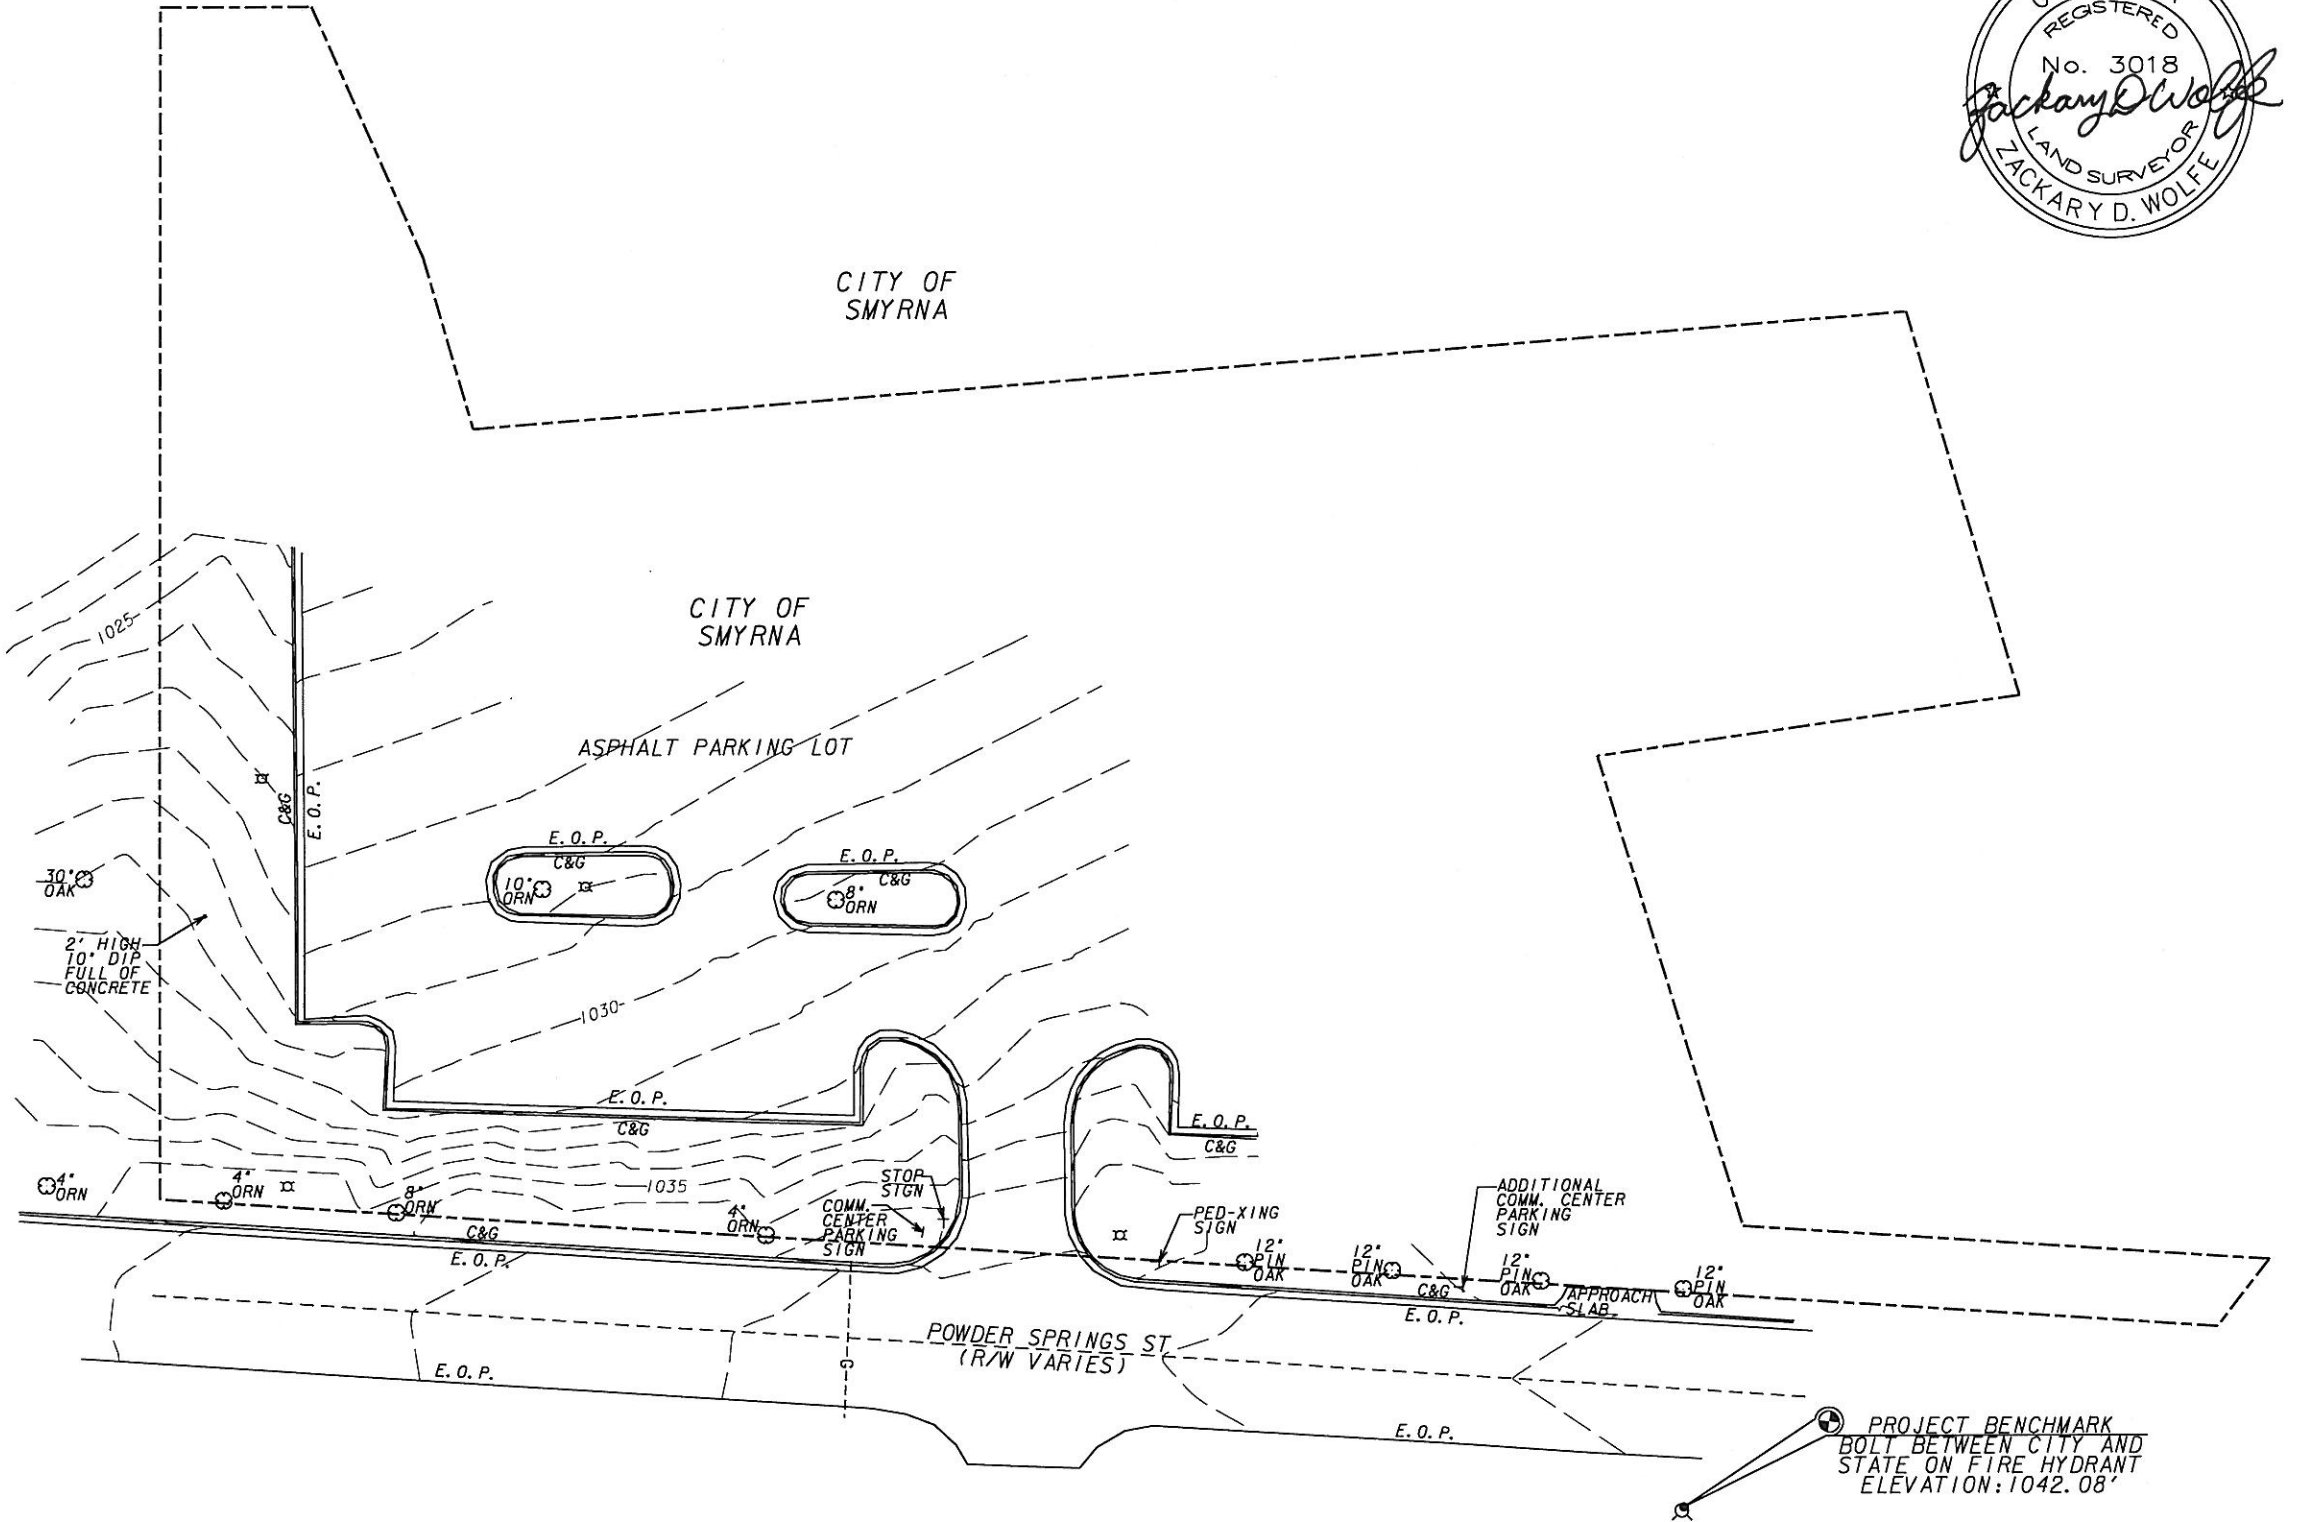 REGISTERED
No. 3018
Zackary D Wolfe
LAND SURVEYOR
ZACKARY D. WOLFE
CITY OF
SMYRNA
CITY OF
SMYRNA
1025
ASPHALT PARKING LOT
C&G
E.O.P.
E.O.P.
C&G
10"
ORN
E.O.P.
C&G
8"
ORN
30"
OAK
2' HIGH
10" DIP
FULL OF
CONCRETE
1030
E.O.P.
C&G
E.O.P.
C&G
4"
ORN
4"
ORN
8"
ORN
1035
4"
ORN
STOP
SIGN
COMM.
CENTER
PARKING
SIGN
PED-XING
SIGN
ADDITIONAL
COMM. CENTER
PARKING
SIGN
12"
PIN
OAK
12"
PIN
OAK
12"
PIN
OAK
12"
PIN
OAK
C&G
E.O.P.
C&G
E.O.P.
APPROACH
SLAB
POWDER SPRINGS ST
(R/W VARIES)
G
E.O.P.
E.O.P.
PROJECT BENCHMARK
BOLT BETWEEN CITY AND
STATE ON FIRE HYDRANT
ELEVATION:1042.08'